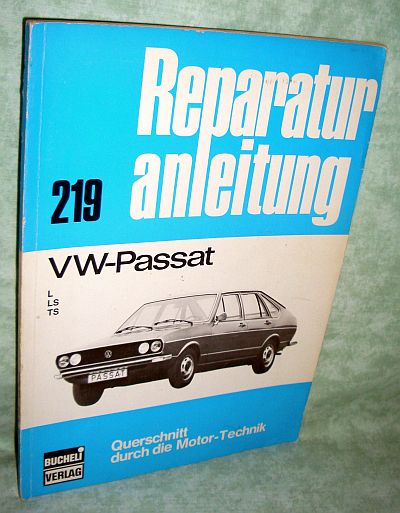 Reparatur
anleitung
219
VW-Passat
L
LS
TS
PASSAT
Querschnitt
durch die Motor-Technik
BUCHELI
VERLAG